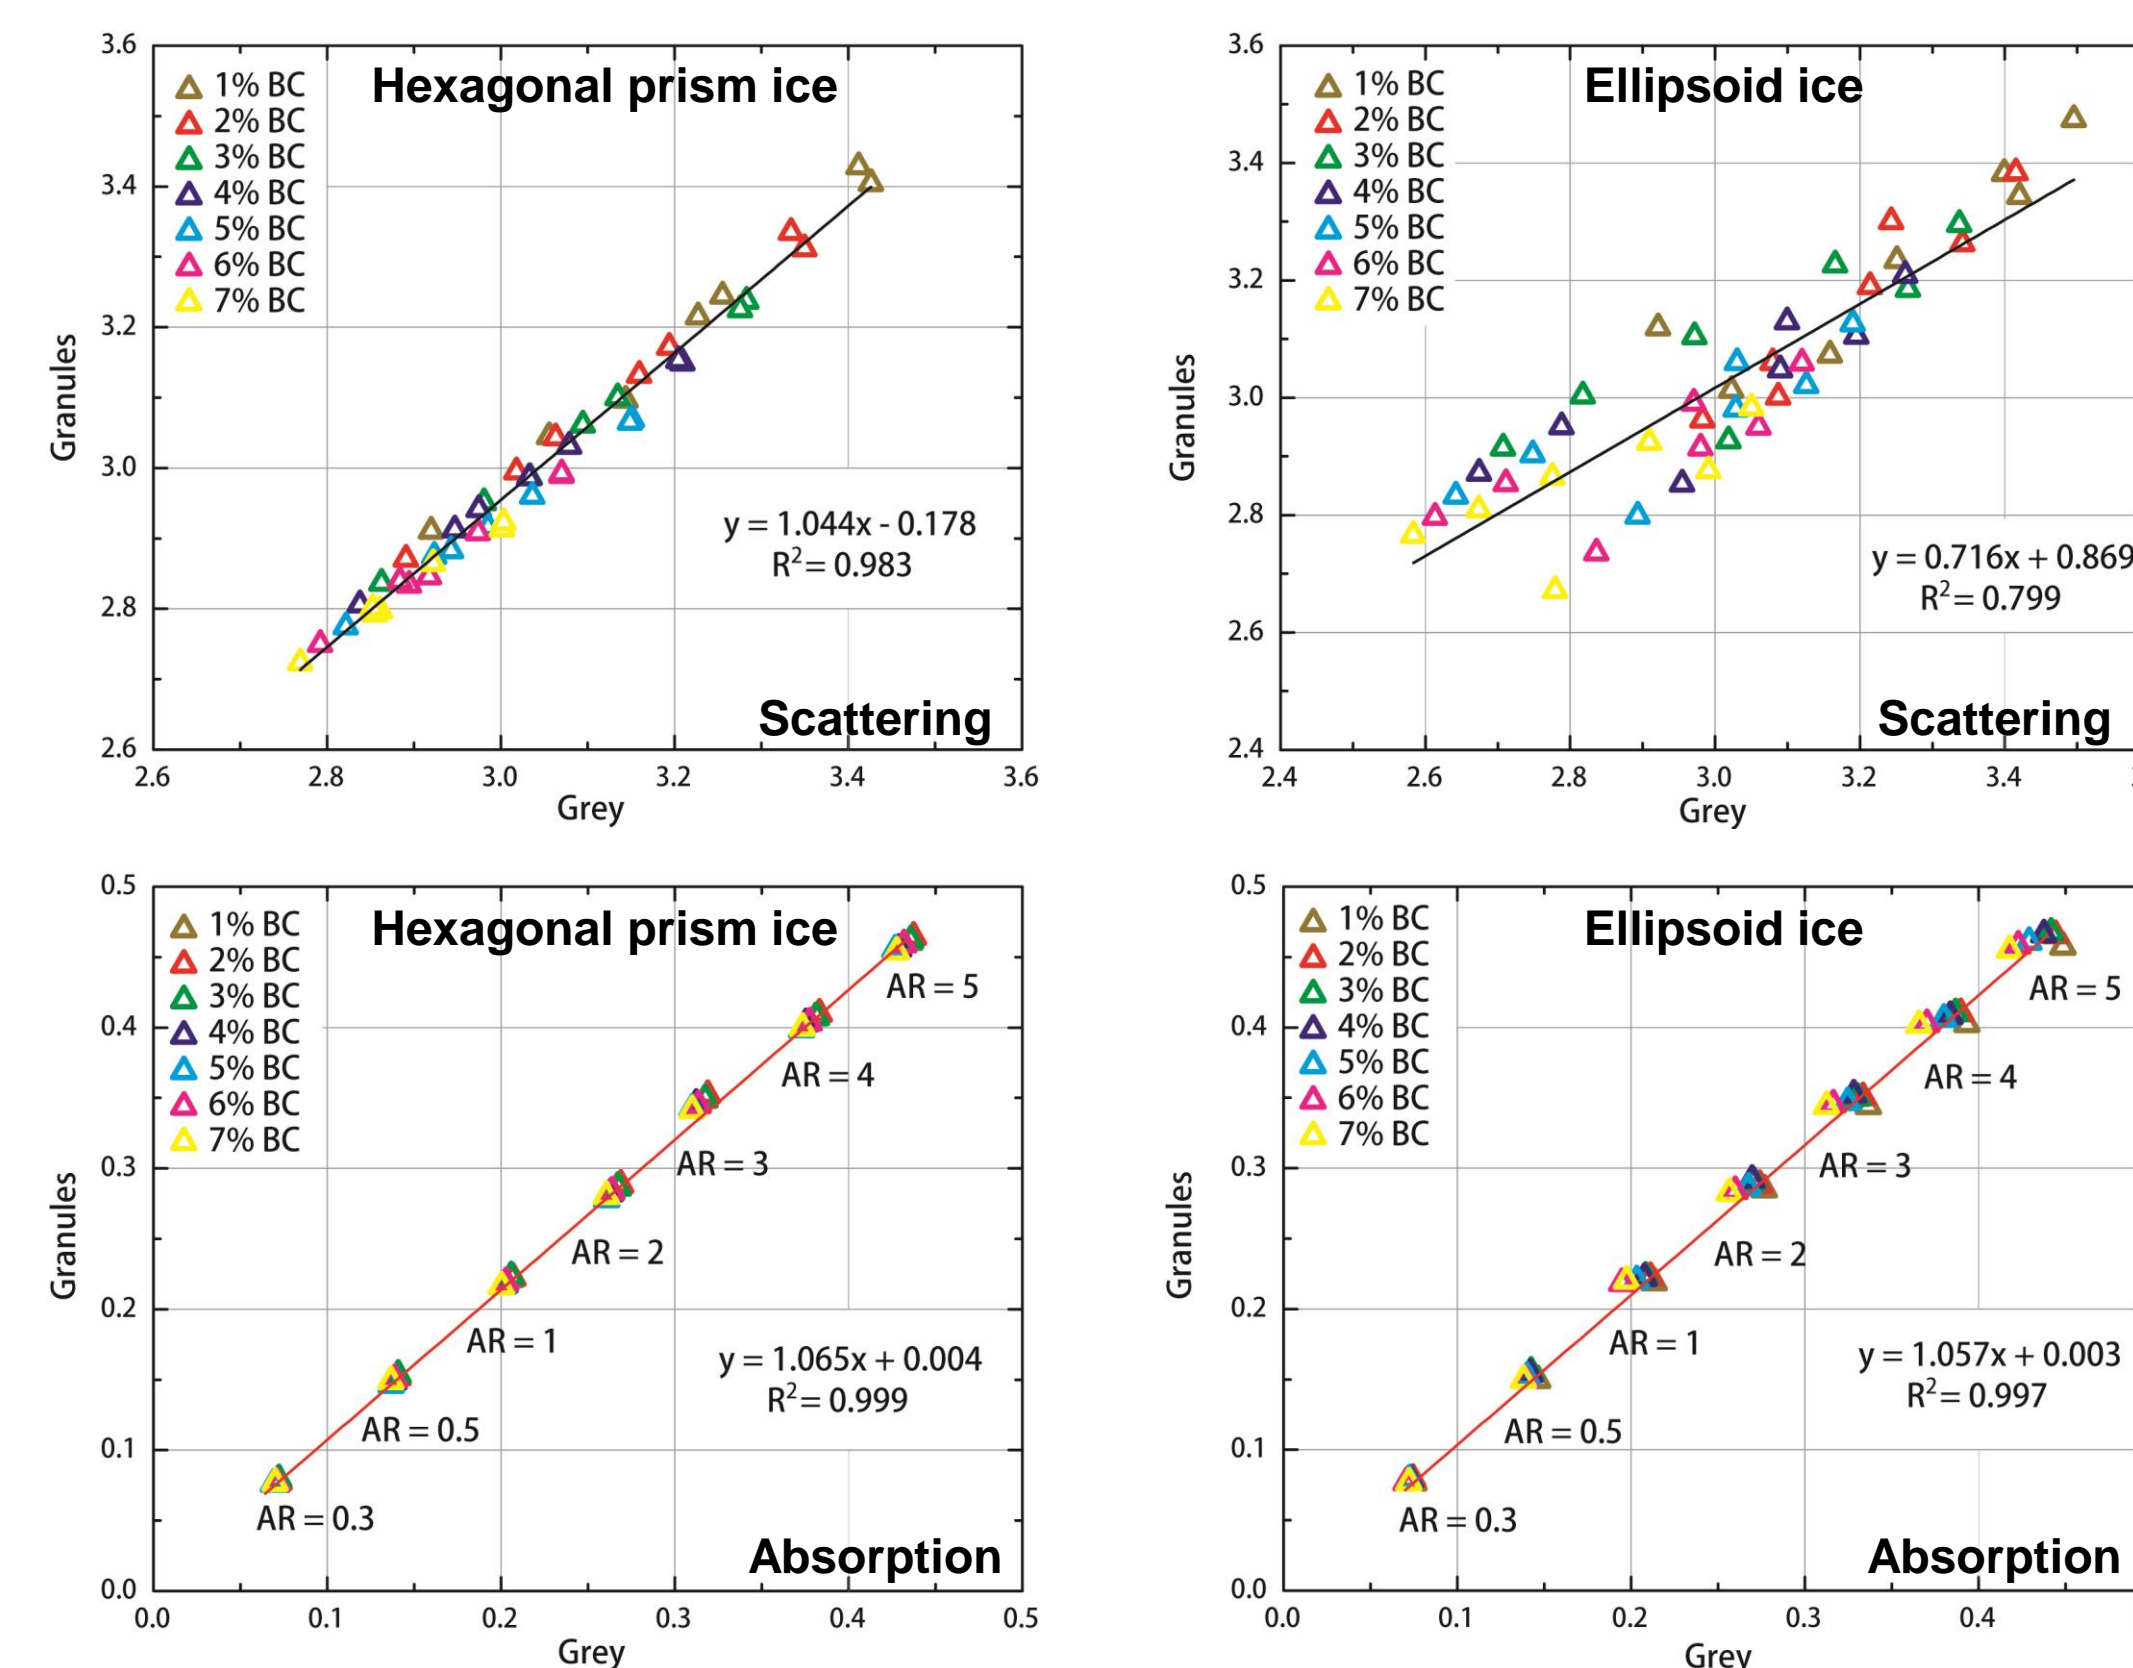 Hexagonal prism ice
1% BC
2% BC
3% BC
4% BC
5% BC
6% BC
7% BC
y = 1.044x - 0.178
R²= 0.983
Scattering
Granules
3.6
3.4
3.2
3.0
2.8
2.6
2.6 2.8 3.0 3.2 3.4 3.6
Grey
Ellipsoid ice
1% BC
2% BC
3% BC
4% BC
5% BC
6% BC
7% BC
y = 0.716x + 0.869
R²= 0.799
Scattering
Granules
3.6
3.4
3.2
3.0
2.8
2.6
2.4
2.4 2.6 2.8 3.0 3.2 3.4
Grey
Hexagonal prism ice
1% BC
2% BC
3% BC
4% BC
5% BC
6% BC
7% BC
AR = 5
AR = 4
AR = 3
AR = 2
AR = 1
AR = 0.5
AR = 0.3
y = 1.065x + 0.004
R²= 0.999
Absorption
Granules
0.5
0.4
0.3
0.2
0.1
0.0
0.0 0.1 0.2 0.3 0.4 0.5
Grey
Ellipsoid ice
1% BC
2% BC
3% BC
4% BC
5% BC
6% BC
7% BC
AR = 5
AR = 4
AR = 3
AR = 2
AR = 1
AR = 0.5
AR = 0.3
y = 1.057x + 0.003
R²= 0.997
Absorption
Granules
0.5
0.4
0.3
0.2
0.1
0.0
0.0 0.1 0.2 0.3 0.4
Grey